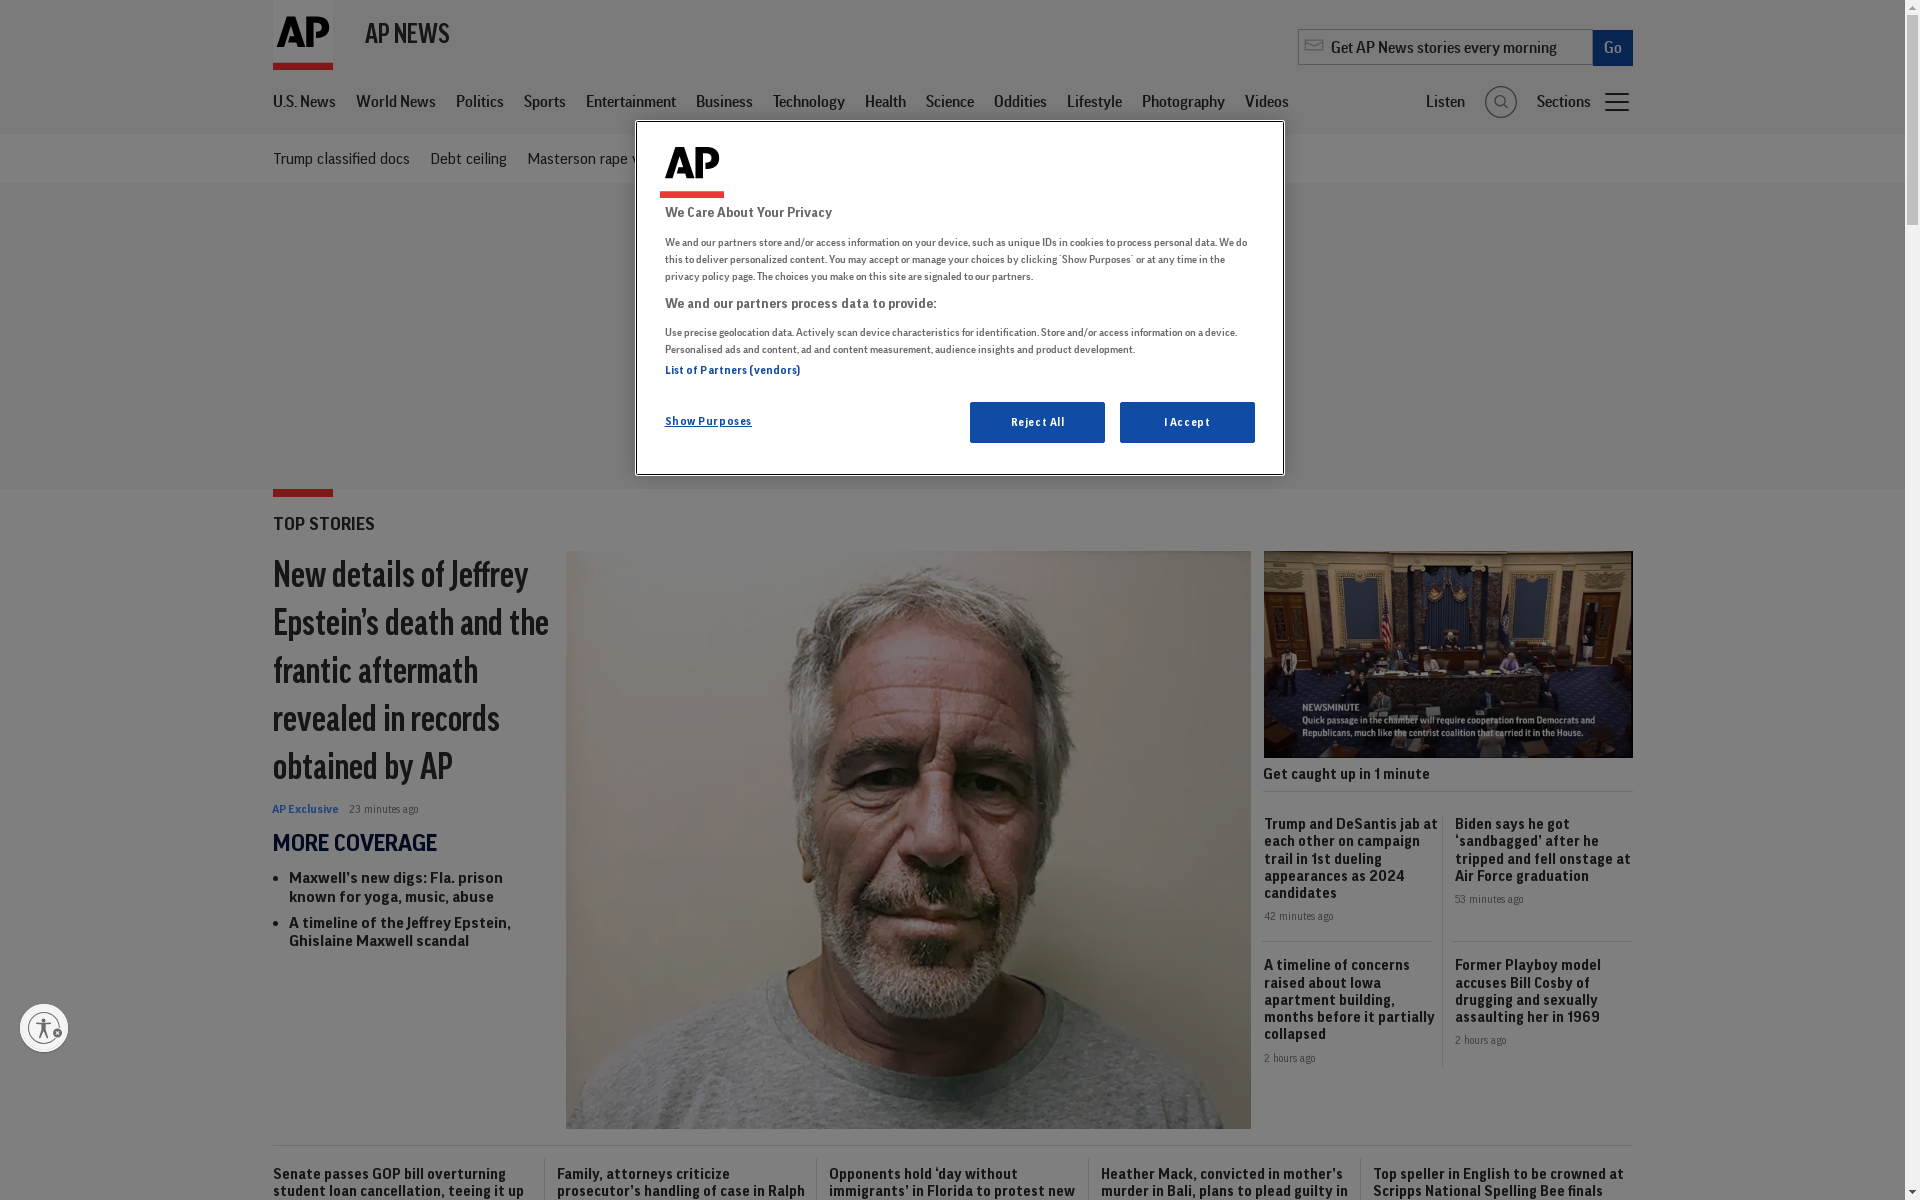 AP
AP NEWS
Get AP News stories every morning
Go
U.S. News
World News
Politics
Sports
Entertainment
Business
Technology
Health
Science
Oddities
Lifestyle
Photography
Videos
Listen
Sections
Trump classified docs
Debt ceiling
Masterson rape
AP
We Care About Your Privacy
We and our partners store and/or access information on your device, such as unique IDs in cookies to process personal data. We do
this to deliver personalized content. You may accept or manage your choices by clicking ¨Show Purposes¨ or at any time in the
privacy policy page. The choices you make on this site are signaled to our partners.
We and our partners process data to provide:
Use precise geolocation data. Actively scan device characteristics for identification. Store and/or access information on a device.
Personalised ads and content, ad and content measurement, audience insights and product development.
List of Partners (vendors)
Show Purposes
Reject All
I Accept
TOP STORIES
New details of Jeffrey
Epstein’s death and the
frantic aftermath
revealed in records
obtained by AP
AP Exclusive 23 minutes ago
MORE COVERAGE
• Maxwell’s new digs: Fla. prison
known for yoga, music, abuse
• A timeline of the Jeffrey Epstein,
Ghislaine Maxwell scandal
NEWSMINUTE
Quick passage in the chamber will require cooperation from Democrats and
Republicans, much like the centrist coalition that carried it in the House.
Get caught up in 1 minute
Trump and DeSantis jab at
each other on campaign
trail in 1st dueling
appearances as 2024
candidates
42 minutes ago
Biden says he got
‘sandbagged’ after he
tripped and fell onstage at
Air Force graduation
53 minutes ago
A timeline of concerns
raised about Iowa
apartment building,
months before it partially
collapsed
2 hours ago
Former Playboy model
accuses Bill Cosby of
drugging and sexually
assaulting her in 1969
2 hours ago
Senate passes GOP bill overturning
student loan cancellation, teeing it up
Family, attorneys criticize
prosecutor’s handling of case in Ralph
Opponents hold ‘day without
immigrants’ in Florida to protest new
Heather Mack, convicted in mother’s
murder in Bali, plans to plead guilty in
Top speller in English to be crowned at
Scripps National Spelling Bee finals